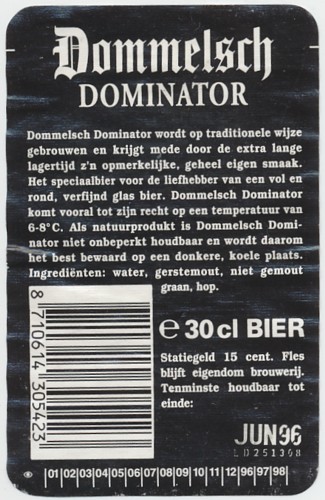 Dommelsch
DOMINATOR
Dommelsch Dominator wordt op traditionele wijze
gebrouwen en krijgt mede door de extra lange
lagertijd z'n opmerkelijke, geheel eigen smaak.
Het speciaalbier voor de liefhebber van een vol en
rond, verfijnd glas bier. Dommelsch Dominator
komt vooral tot zijn recht op een temperatuur van
6-8°C. Als natuurprodukt is Dommelsch Domi-
nator niet onbeperkt houdbaar en wordt daarom
het best bewaard op een donkere, koele plaats.
Ingrediënten: water, gerstemout, niet gemout
graan, hop.
8 710614 305423
e 30 cl BIER
Statiegeld 15 cent. Fles
blijft eigendom brouwerij.
Tenminste houdbaar tot
einde:
JUN96
LD251308
01 02 03 04 05 06 07 08 09 10 11 12 96 97 98